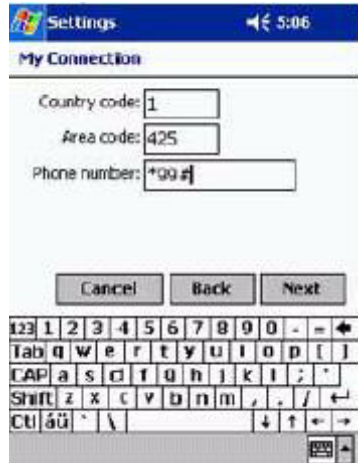 Settings 5:06
My Connection
Country code: 1
Area code: 425
Phone number: *99#
Cancel Back Next
123 1 2 3 4 5 6 7 8 9 0 - =
Tab q w e r t y u i o p [ ]
CAP a s d f g h j k l ; '
Shift z x c v b n m , . /
Ctl áü ` \